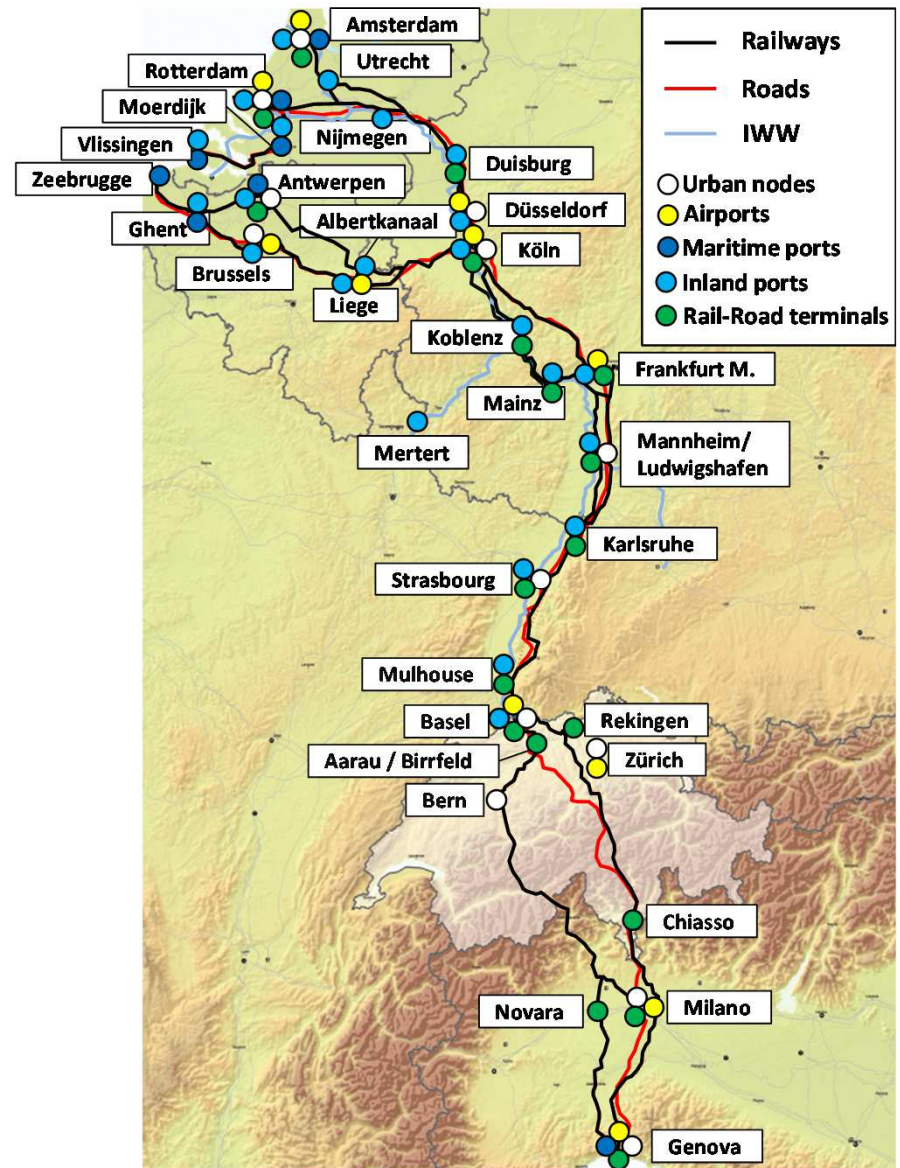 Amsterdam
Utrecht
Rotterdam
Moerdijk
Nijmegen
Vlissingen
Zeebrugge
Antwerpen
Duisburg
Albertkanaal
Düsseldorf
Ghent
Köln
Brussels
Liege
Koblenz
Frankfurt M.
Mainz
Mertert
Mannheim/
Ludwigshafen
Karlsruhe
Strasbourg
Mulhouse
Basel
Rekingen
Aarau / Birrfeld
Zürich
Bern
Chiasso
Novara
Milano
Genova
Railways
Roads
IWW
Urban nodes
Airports
Maritime ports
Inland ports
Rail-Road terminals